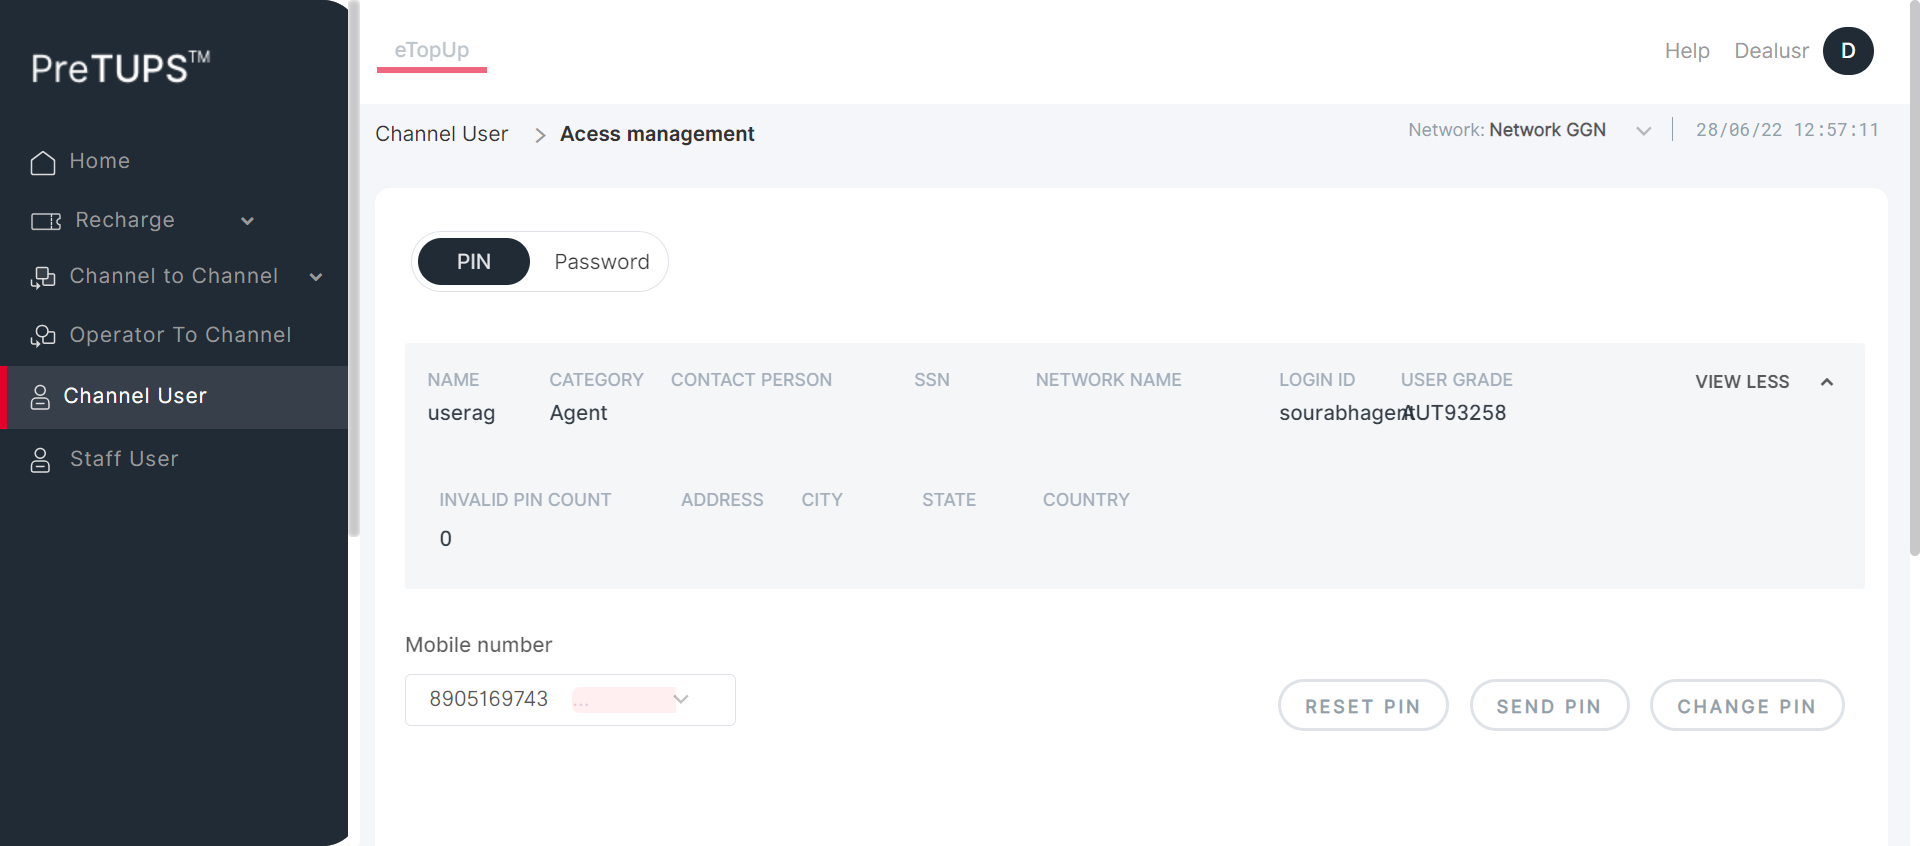 PreTUPS™
Home
Recharge
Channel to Channel
Operator To Channel
Channel User
Staff User
eTopUp
Help Dealusr D
Channel User > Acess management
Network: Network GGN 28/06/22 12:57:11
PIN Password
NAME CATEGORY CONTACT PERSON SSN NETWORK NAME LOGIN ID USER GRADE VIEW LESS
userag Agent sourabhagent AUT93258
INVALID PIN COUNT ADDRESS CITY STATE COUNTRY
0
Mobile number
8905169743 ...
RESET PIN SEND PIN CHANGE PIN